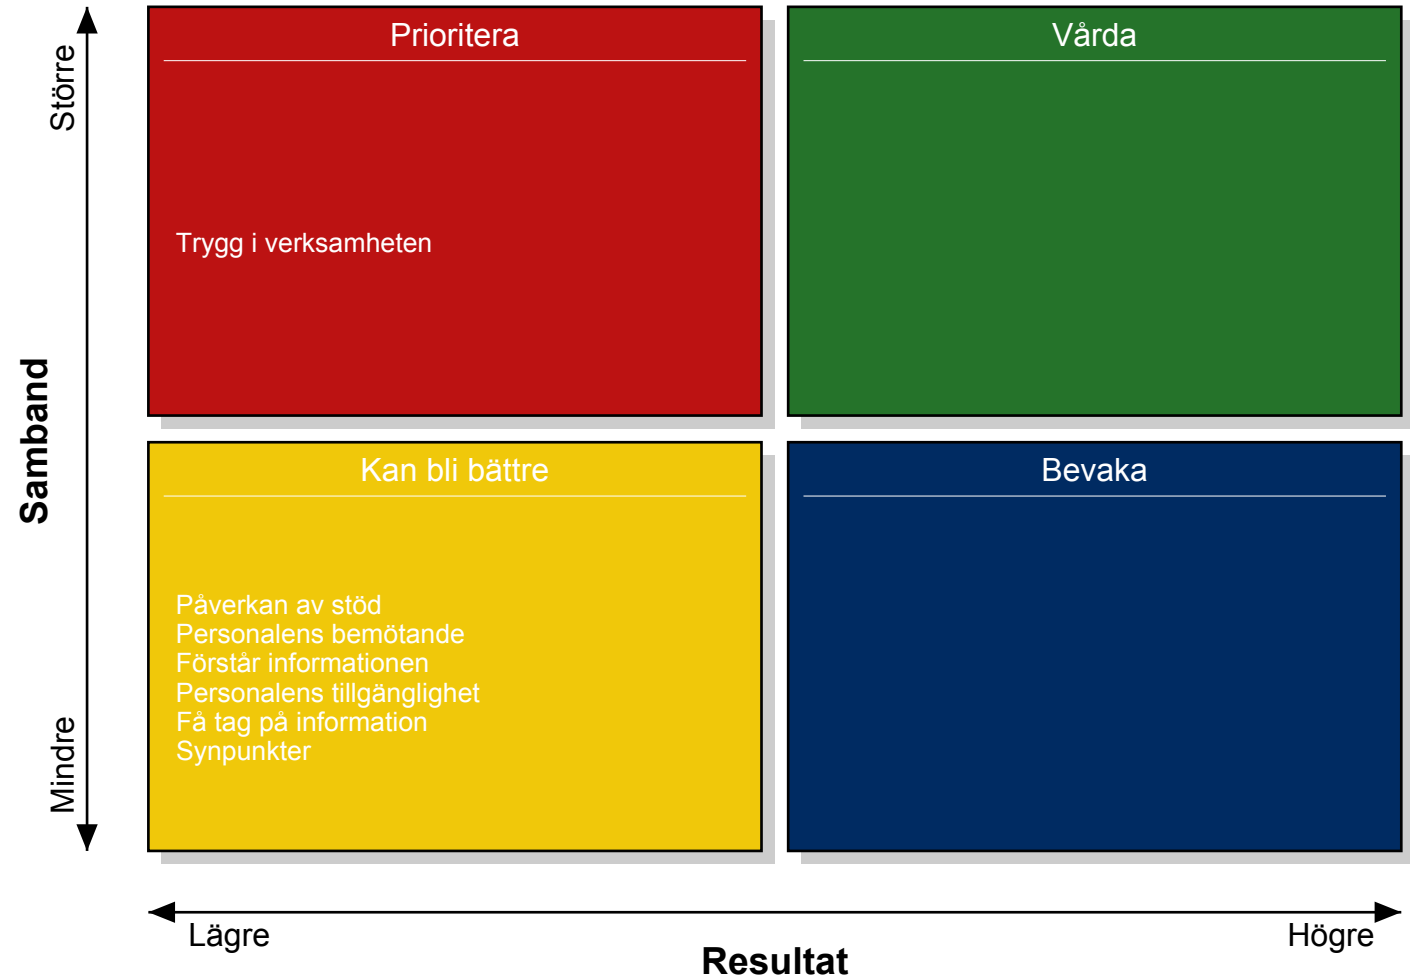 Större
Samband
Mindre
Prioritera
Trygg i verksamheten
Vårda
Kan bli bättre
Påverkan av stöd
Personalens bemötande
Förstår informationen
Personalens tillgänglighet
Få tag på information
Synpunkter
Bevaka
Lägre
Resultat
Högre